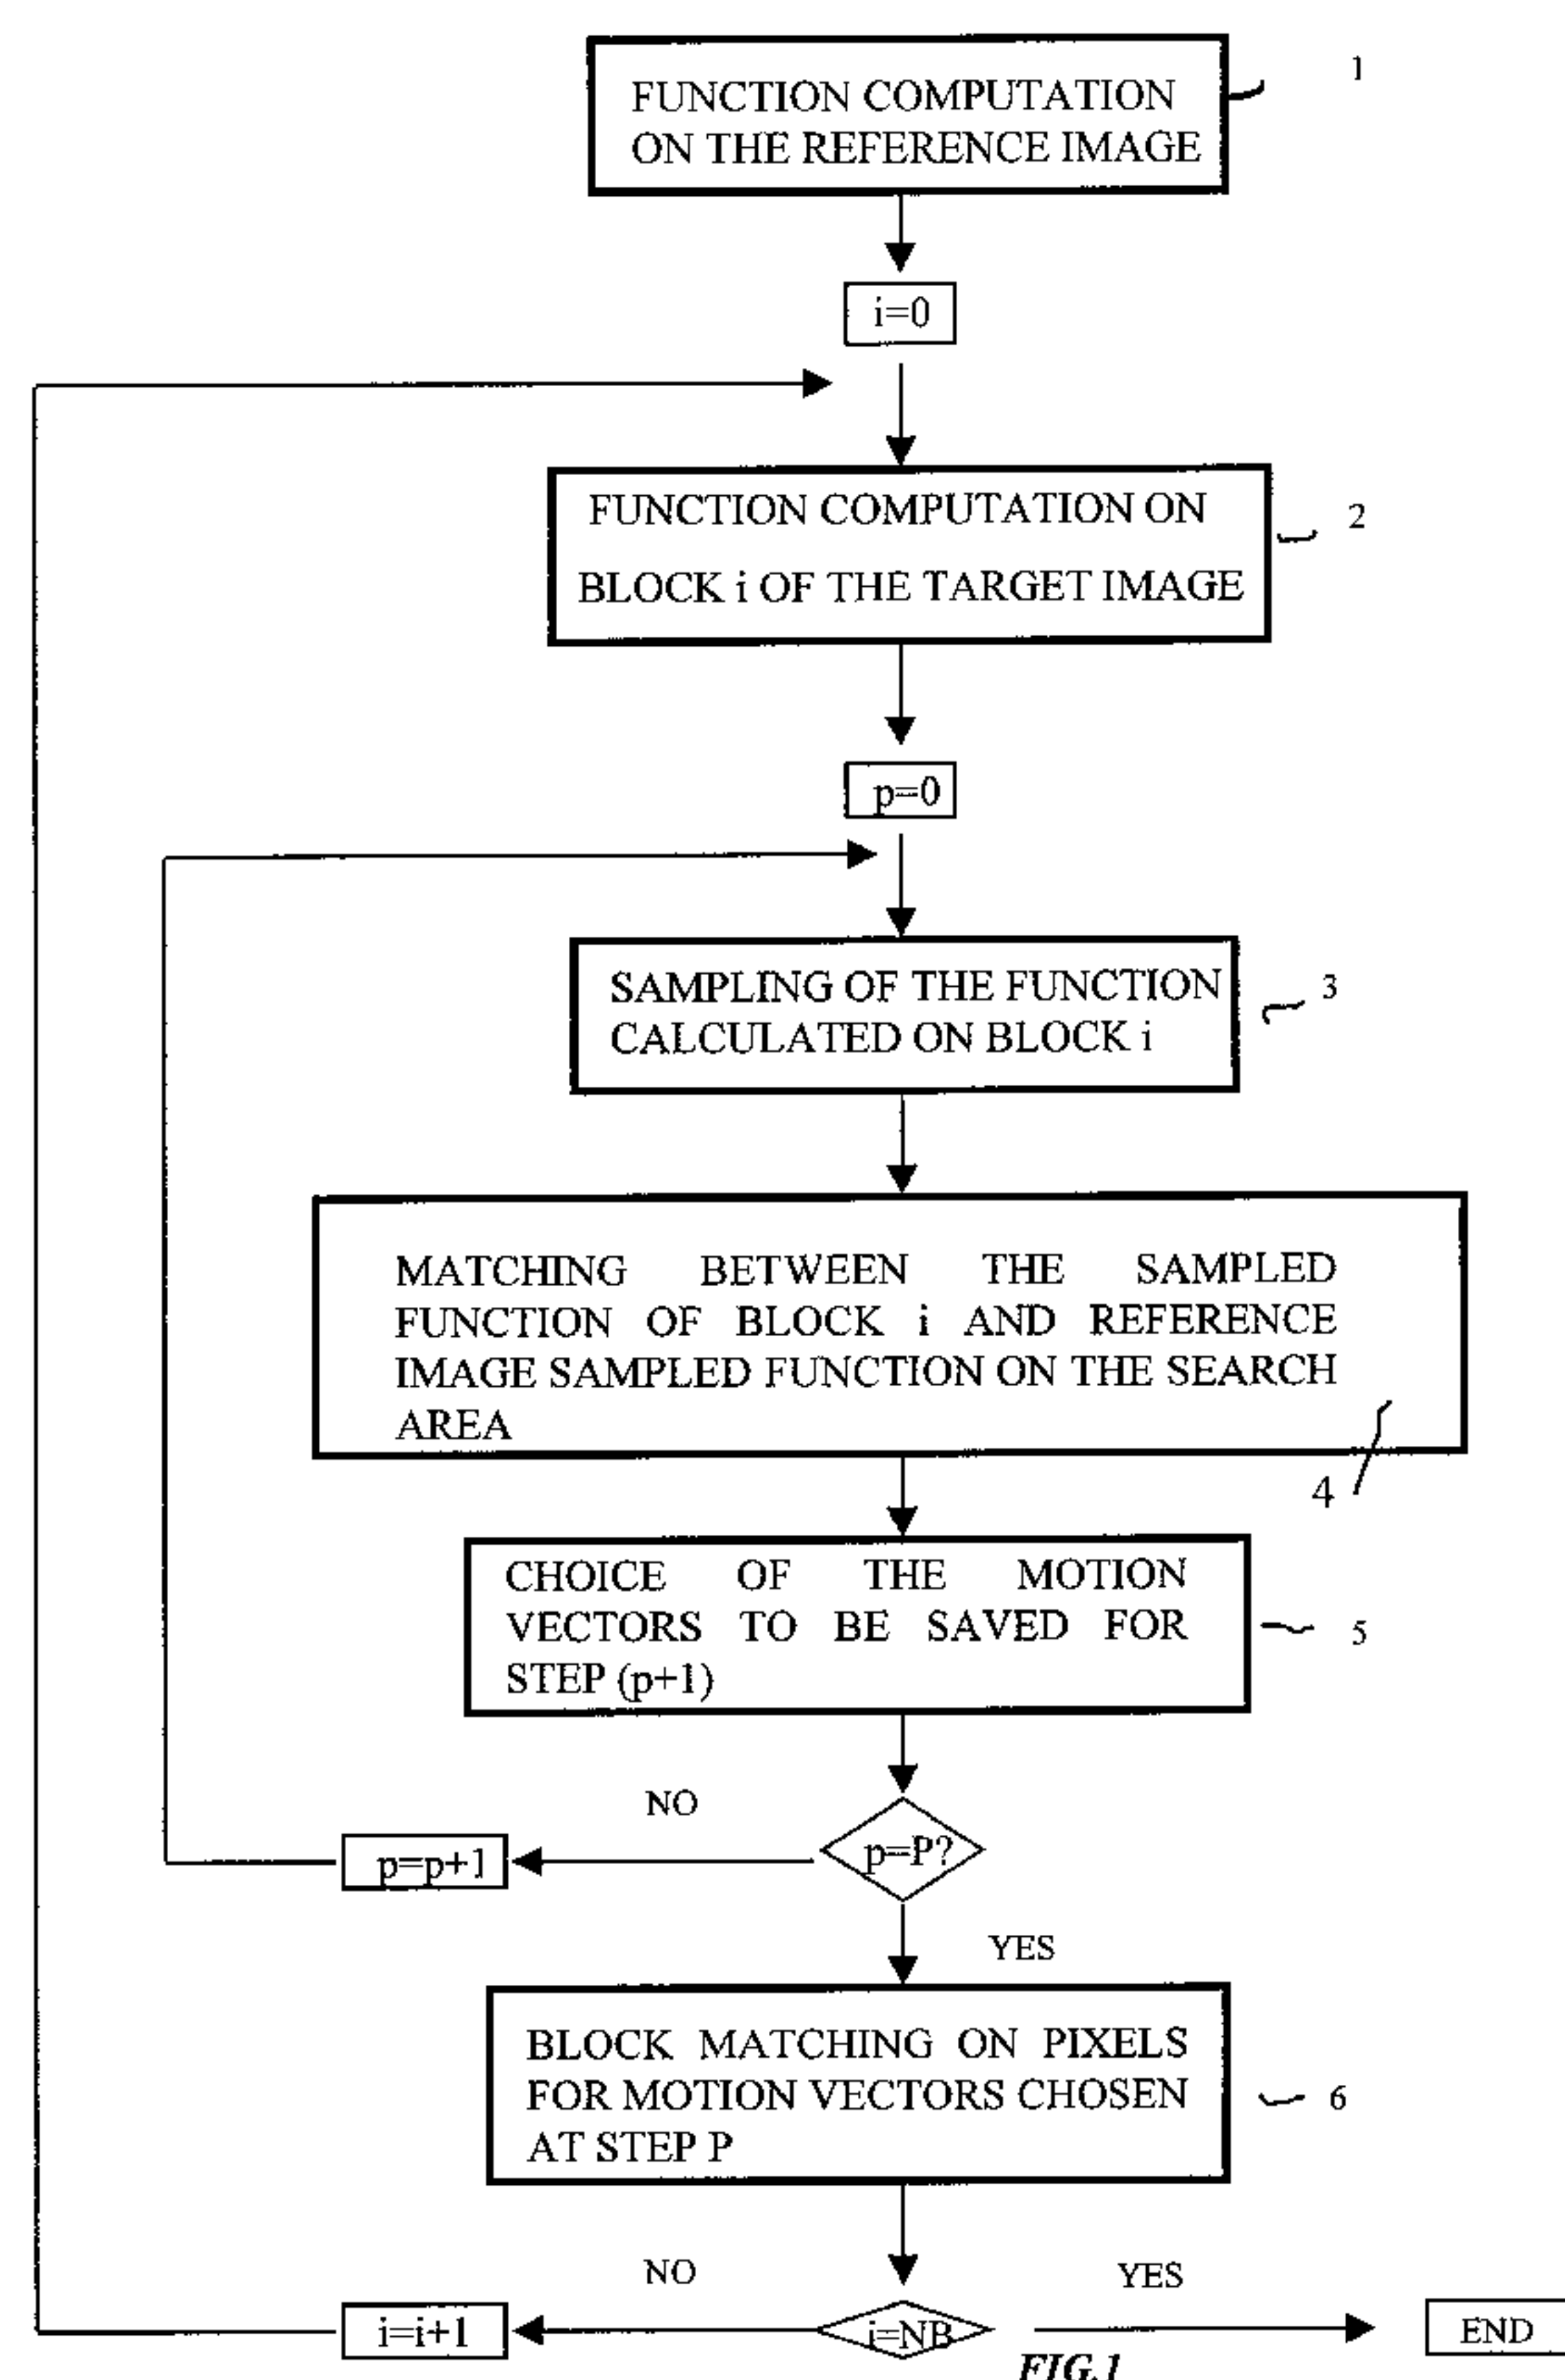 FUNCTION COMPUTATION
ON THE REFERENCE IMAGE
1
i=0
FUNCTION COMPUTATION ON
BLOCK i OF THE TARGET IMAGE
2
p=0
SAMPLING OF THE FUNCTION
CALCULATED ON BLOCK i
3
MATCHING BETWEEN THE SAMPLED
FUNCTION OF BLOCK i AND REFERENCE
IMAGE SAMPLED FUNCTION ON THE SEARCH
AREA
4
CHOICE OF THE MOTION
VECTORS TO BE SAVED FOR
STEP (p+1)
5
NO
p=p+1
p=P?
YES
BLOCK MATCHING ON PIXELS
FOR MOTION VECTORS CHOSEN
AT STEP P
6
NO
YES
i=i+1
i=NB
END
FIG.1